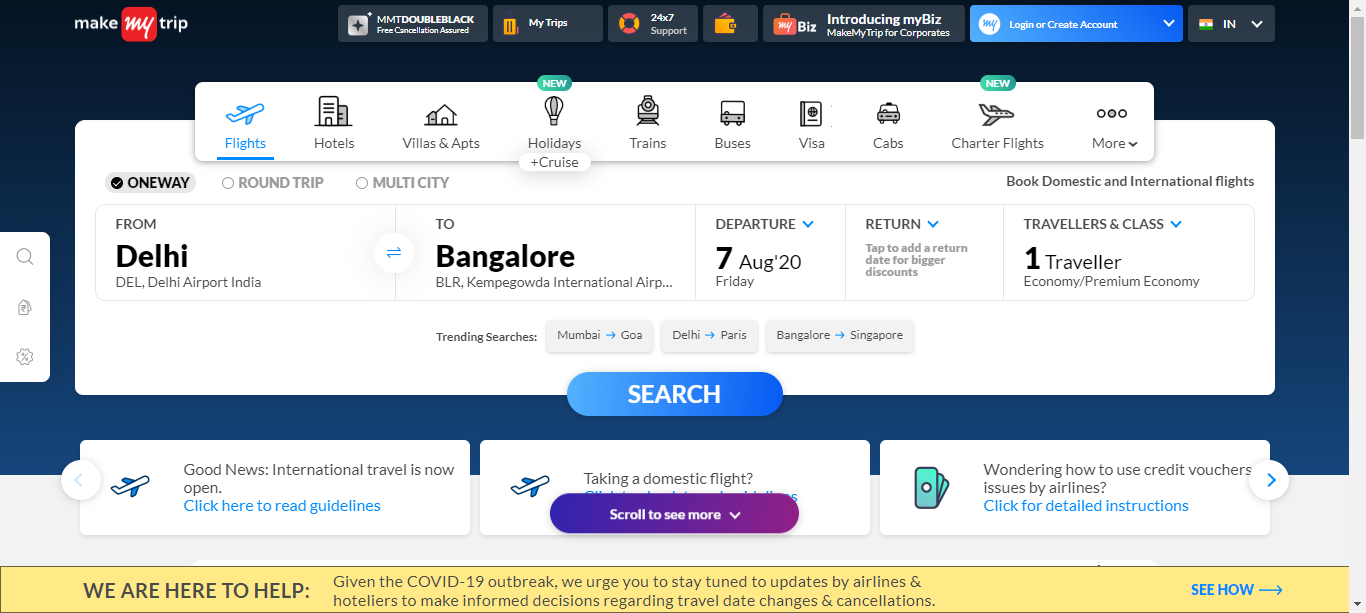 make my trip
MMTDOUBLEBLACK
Free Cancellation Assured
My Trips
24x7
Support
my Biz
Introducing myBiz
MakeMyTrip for Corporates
my
Login or Create Account
IN
NEW
NEW
Flights
Hotels
Villas & Apts
Holidays
+Cruise
Trains
Buses
Visa
Cabs
Charter Flights
More
ONEWAY
ROUND TRIP
MULTI CITY
Book Domestic and International flights
FROM
Delhi
DEL, Delhi Airport India
TO
Bangalore
BLR, Kempegowda International Airp...
DEPARTURE
7 Aug'20
Friday
RETURN
Tap to add a return
date for bigger
discounts
TRAVELLERS & CLASS
1 Traveller
Economy/Premium Economy
Trending Searches:
Mumbai → Goa
Delhi → Paris
Bangalore → Singapore
SEARCH
Good News: International travel is now
open.
Click here to read guidelines
Taking a domestic flight?
Scroll to see more
Wondering how to use credit vouchers
issues by airlines?
Click for detailed instructions
WE ARE HERE TO HELP:
Given the COVID-19 outbreak, we urge you to stay tuned to updates by airlines &
hoteliers to make informed decisions regarding travel date changes & cancellations.
SEE HOW